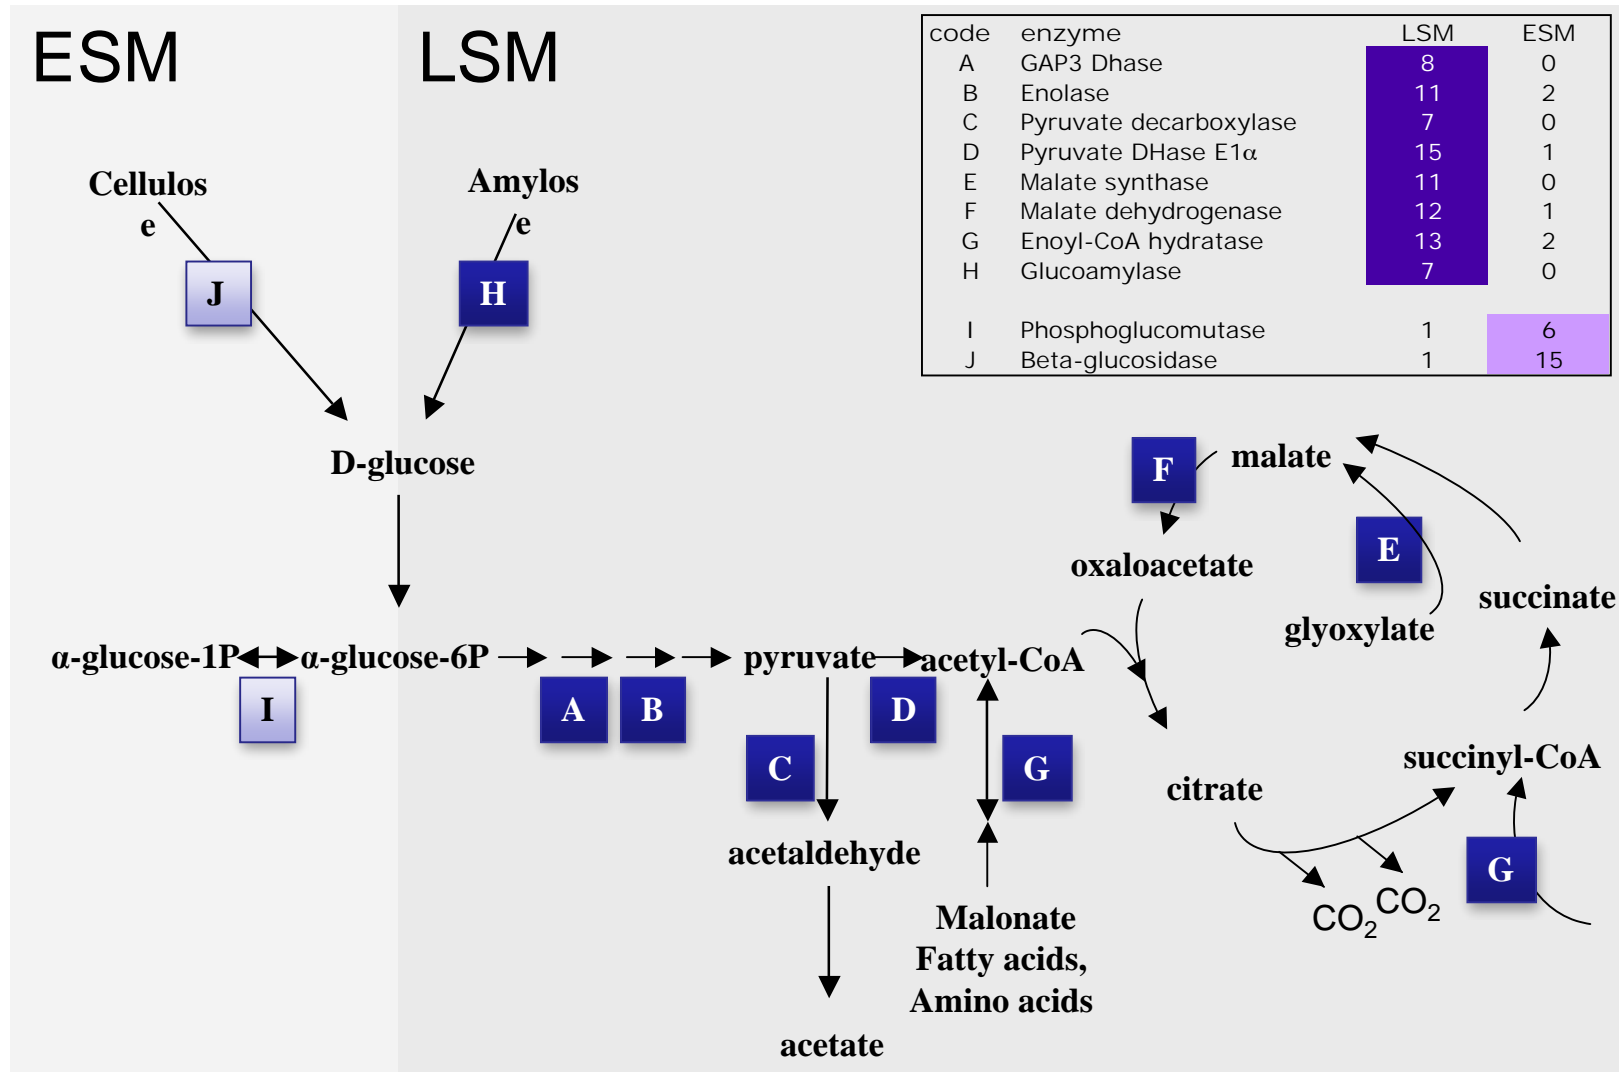 ESM
LSM
code enzyme LSM ESM
A GAP3 Dhase 8 0
B Enolase 11 2
C Pyruvate decarboxylase 7 0
D Pyruvate DHase E1α 15 1
E Malate synthase 11 0
F Malate dehydrogenase 12 1
G Enoyl-CoA hydratase 13 2
H Glucoamylase 7 0
I Phosphoglucomutase 1 6
J Beta-glucosidase 1 15
Cellulos
e
Amylos
e
J
H
D-glucose
F
malate
E
oxaloacetate
glyoxylate
succinate
α-glucose-1P
α-glucose-6P
pyruvate
acetyl-CoA
I
A
B
D
C
G
citrate
succinyl-CoA
acetaldehyde
G
CO2
CO2
Malonate
Fatty acids,
Amino acids
acetate